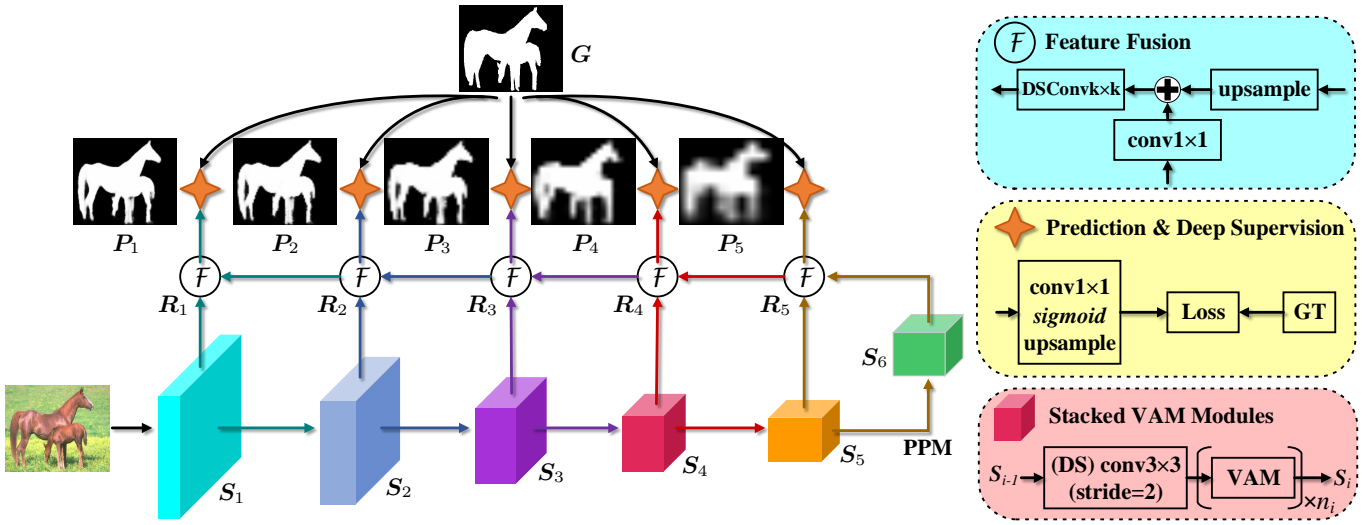 G
P1
P2
P3
P4
P5
F
F
F
F
F
R1
R2
R3
R4
R5
S1
S2
S3
S4
S5
S6
PPM
F Feature Fusion
DSConvk×k
upsample
conv1×1
Prediction & Deep Supervision
conv1×1
sigmoid
upsample
Loss
GT
Stacked VAM Modules
Si-1
(DS) conv3×3
(stride=2)
VAM
×ni
Si